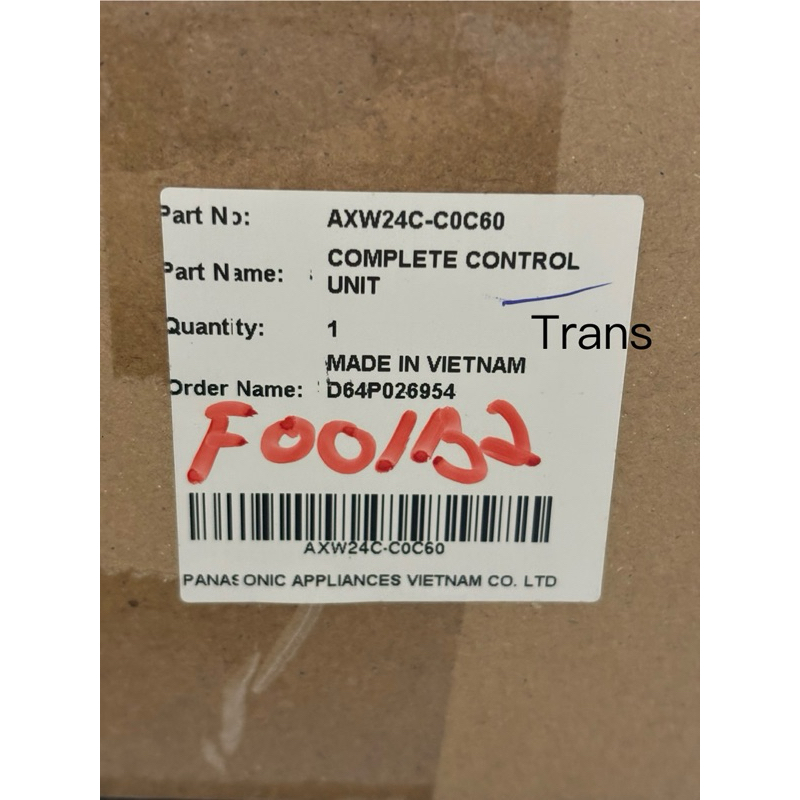 Part No: AXW24C-C0C60
Part Name: COMPLETE CONTROL
UNIT
Quantity: 1
Trans
MADE IN VIETNAM
Order Name: D64P026954
F001B2
AXW24C-C0C60
PANASONIC APPLIANCES VIETNAM CO. LTD